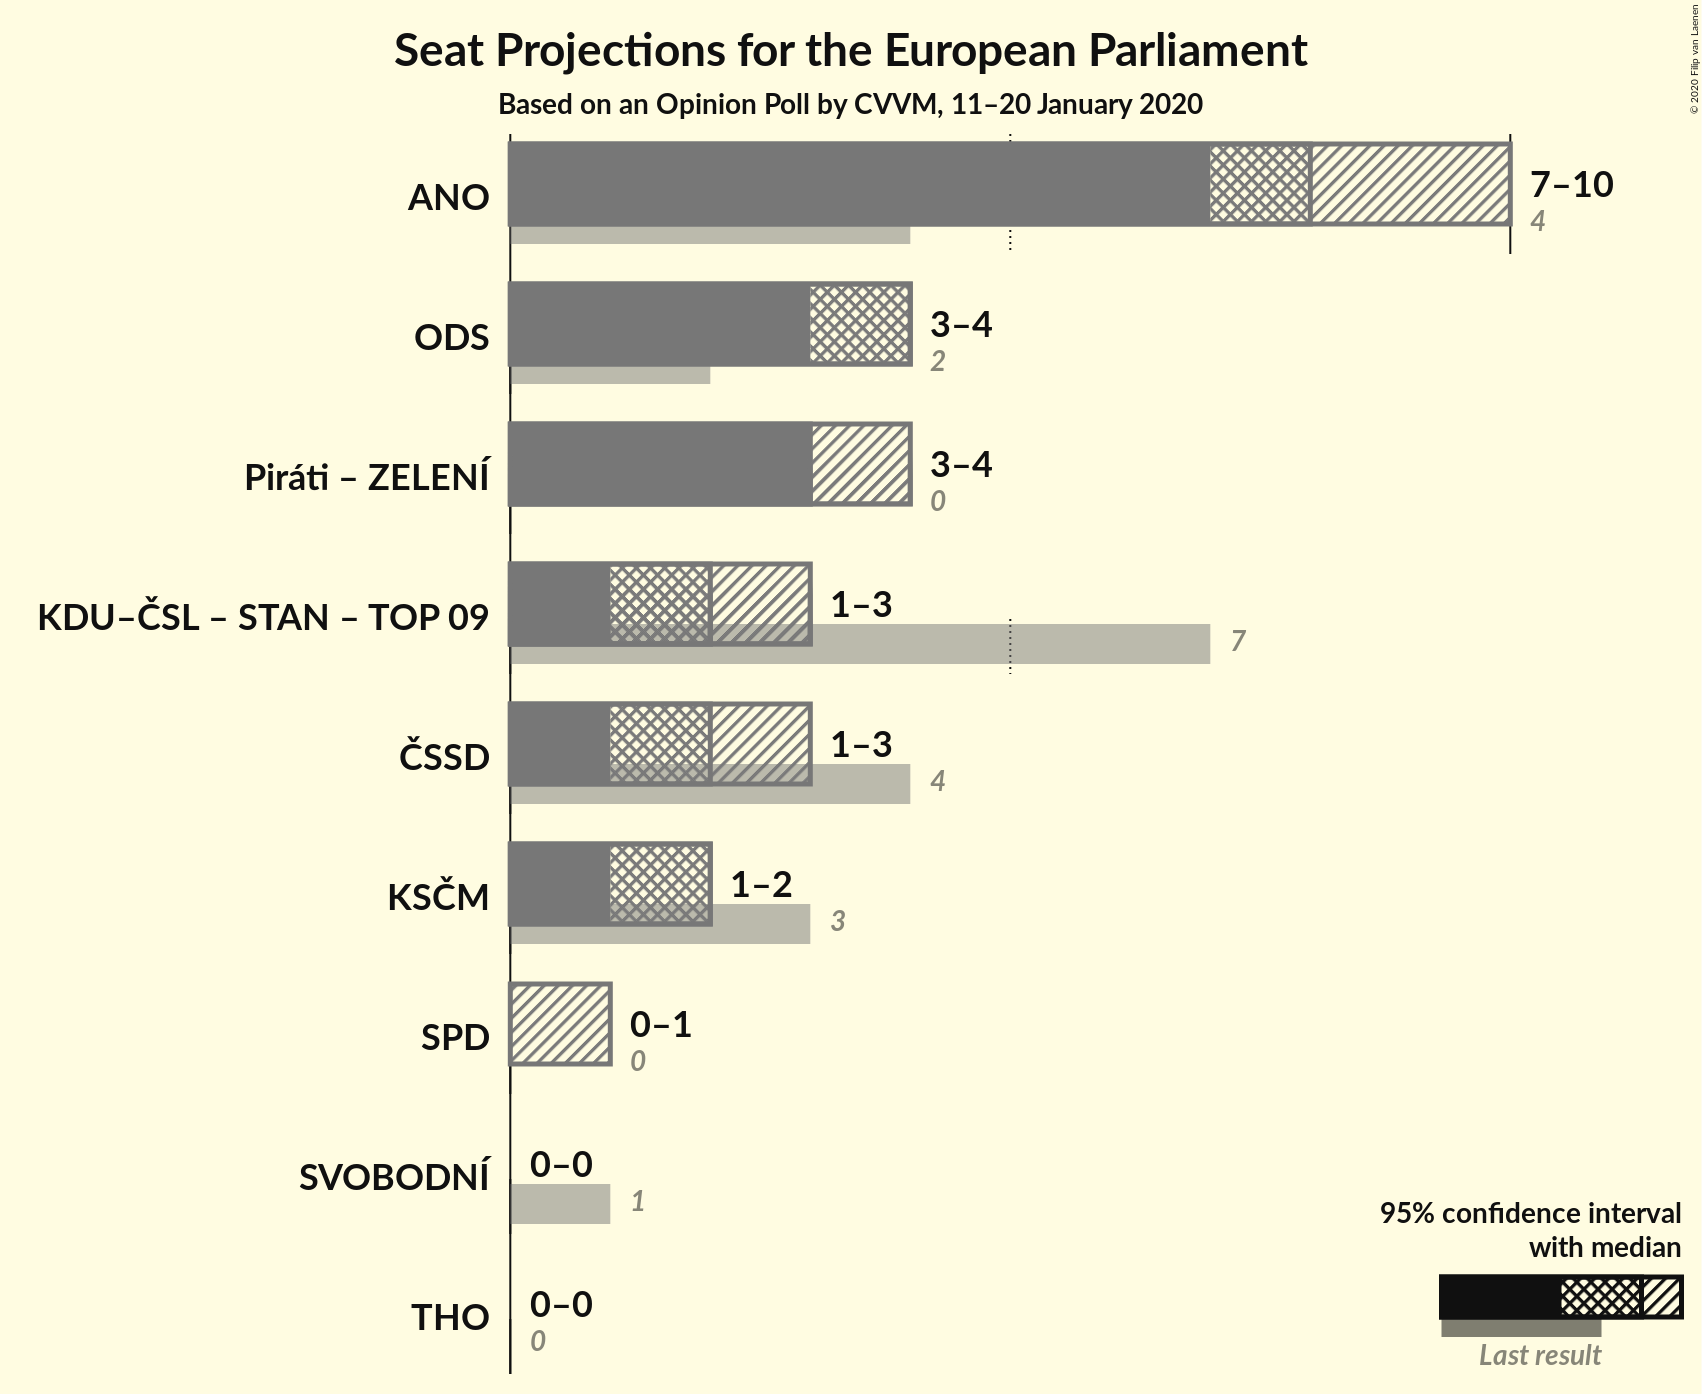 Seat Projections for the European Parliament
Based on an Opinion Poll by CVVM, 11–20 January 2020
© 2020 Filip van Laenen
ANO
7–10
4
ODS
3–4
2
Piráti – ZELENÍ
3–4
0
KDU–ČSL – STAN – TOP 09
1–3
7
ČSSD
1–3
4
KSČM
1–2
3
SPD
0–1
0
SVOBODNÍ
0–0
1
THO
0–0
0
95% confidence interval
with median
Last result